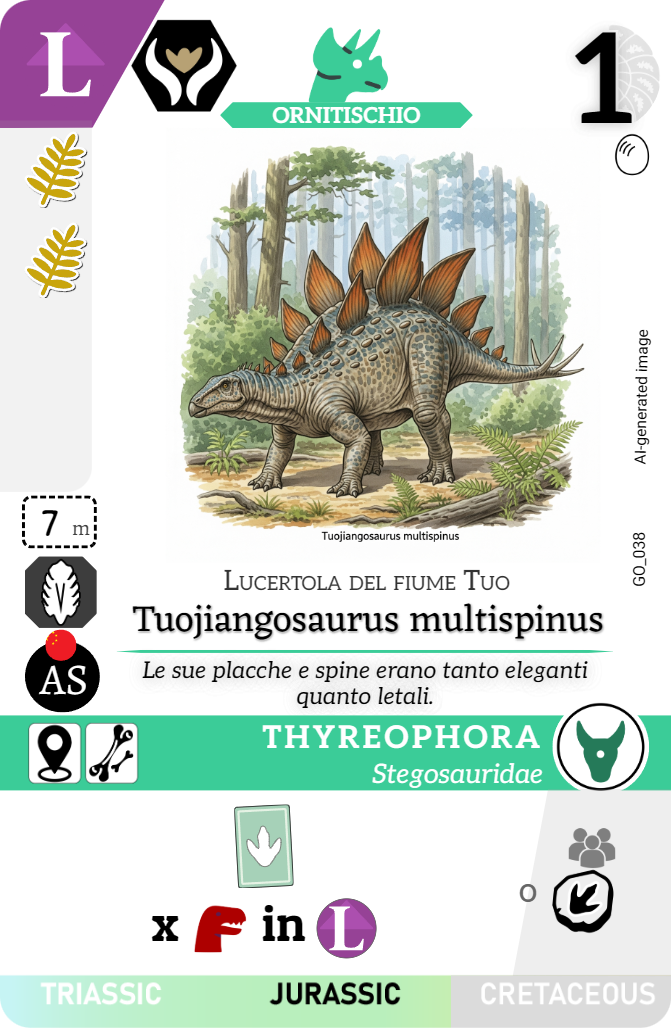 L
ORNITISCHIO
1
AI-generated image
GO_038
Tuojiangosaurus multispinus
7 m
AS
Lucertola del fiume Tuo
Tuojiangosaurus multispinus
Le sue placche e spine erano tanto eleganti
quanto letali.
THYREOPHORA
Stegosauridae
x in L
O
TRIASSIC JURASSIC CRETACEOUS